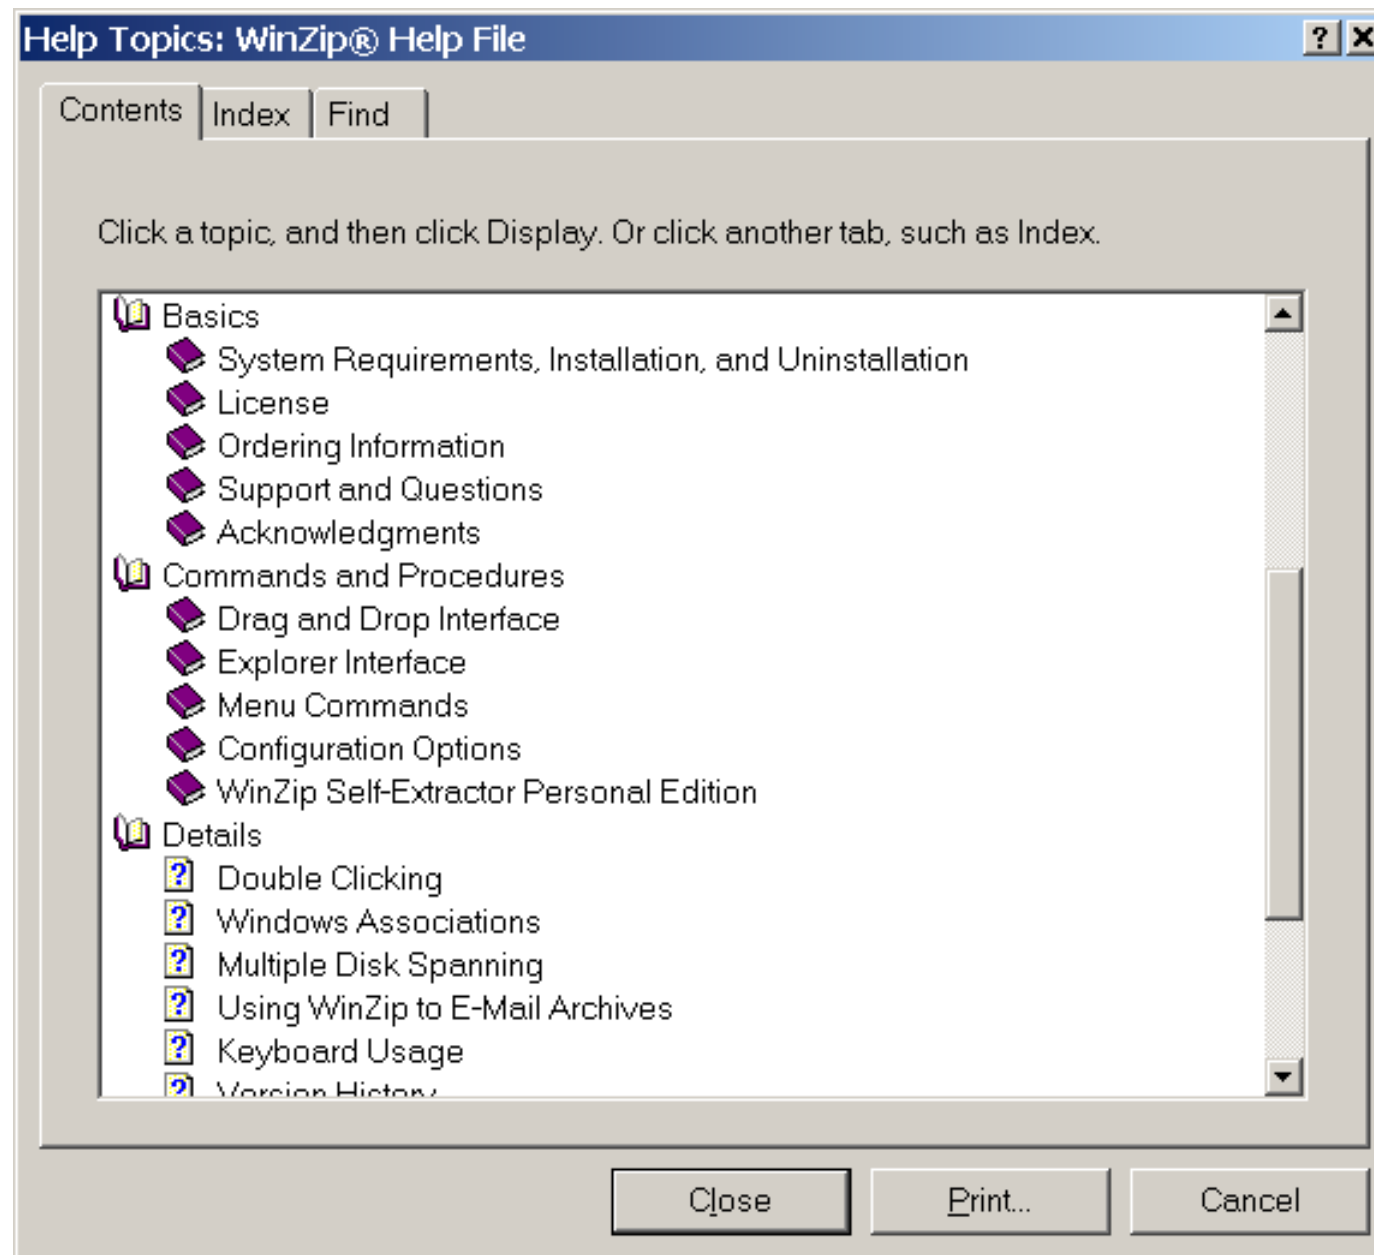 Help Topics: WinZip® Help File
Contents Index Find
Click a topic, and then click Display. Or click another tab, such as Index.
Basics
System Requirements, Installation, and Uninstallation
License
Ordering Information
Support and Questions
Acknowledgments
Commands and Procedures
Drag and Drop Interface
Explorer Interface
Menu Commands
Configuration Options
WinZip Self-Extractor Personal Edition
Details
Double Clicking
Windows Associations
Multiple Disk Spanning
Using WinZip to E-Mail Archives
Keyboard Usage
Version History
Close Print... Cancel